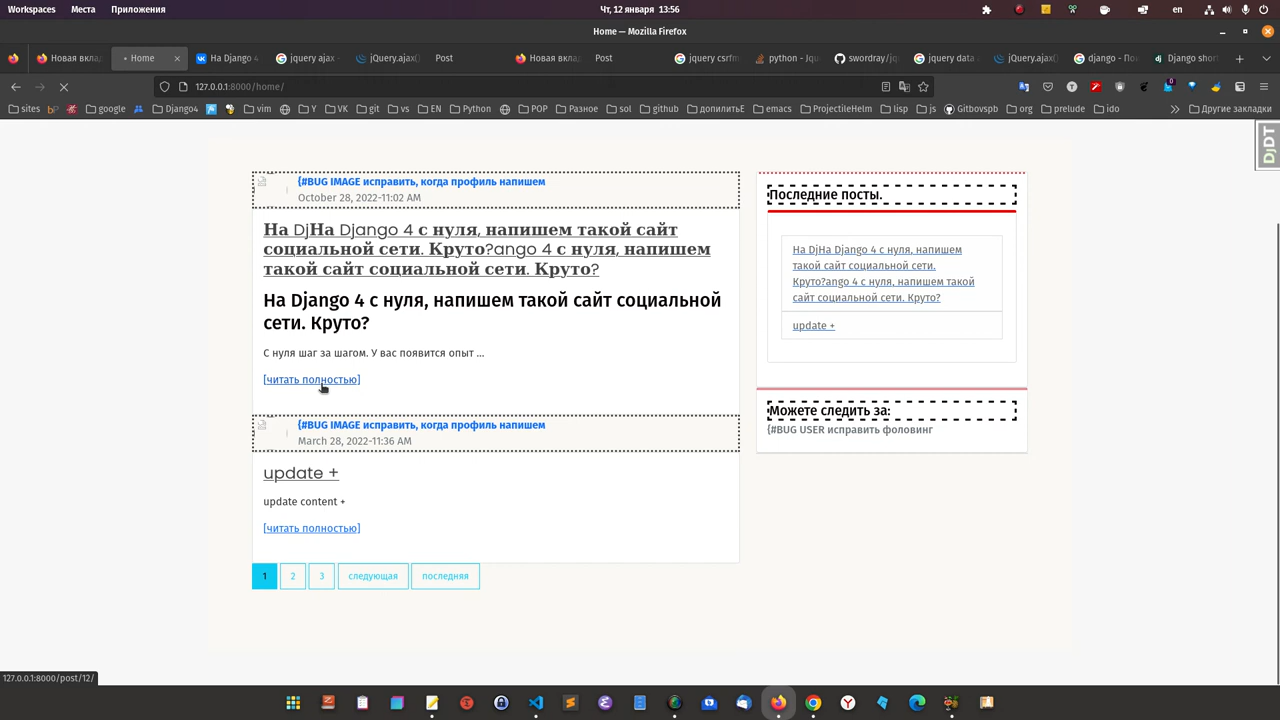 Workspaces Места Приложения Чт, 12 января 13:56 en
Home — Mozilla Firefox
Новая вкл Home На Django 4 jquery ajax jQuery.ajax( Post Новая вкл Post jquery csrfm python - Jqu swordray/jq jquery data jQuery.ajax( django - По Django shor
127.0.0.1:8000/home/
sites bP google Django4 vim Y VK git vs EN Python POP Разное sol github допилитьЕ emacs ProjectileHelm lisp js Gitbovspb org prelude ido Другие закладки
DjDT
{#BUG IMAGE исправить, когда профиль напишем
October 28, 2022-11:02 AM
На DjНа Django 4 с нуля, напишем такой сайт
социальной сети. Круто?ango 4 с нуля, напишем
такой сайт социальной сети. Круто?
На Django 4 с нуля, напишем такой сайт социальной
сети. Круто?
С нуля шаг за шагом. У вас появится опыт ...
[читать полностью]
{#BUG IMAGE исправить, когда профиль напишем
March 28, 2022-11:36 AM
update +
update content +
[читать полностью]
1 2 3 следующая последняя
Последние посты.
На DjНа Django 4 с нуля, напишем
такой сайт социальной сети.
Круто?ango 4 с нуля, напишем
такой сайт социальной сети. Круто?
update +
Можете следить за:
{#BUG USER исправить фоловинг
127.0.0.1:8000/post/12/